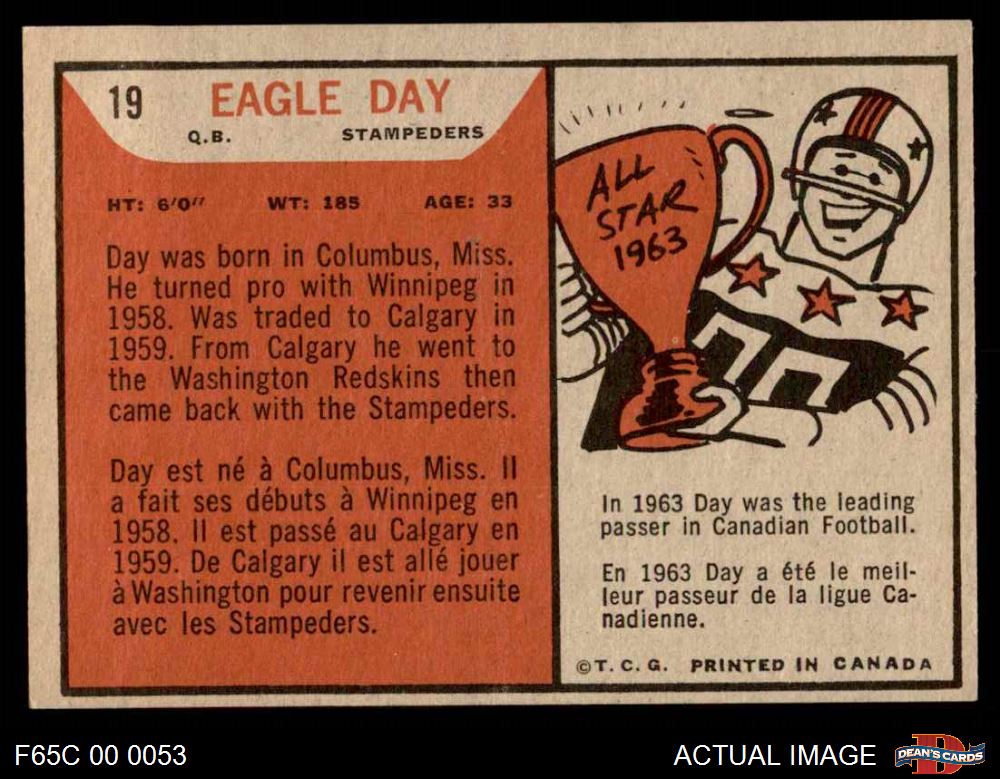 19 EAGLE DAY
Q.B. STAMPEDERS
HT: 6'0" WT: 185 AGE: 33
Day was born in Columbus, Miss.
He turned pro with Winnipeg in
1958. Was traded to Calgary in
1959. From Calgary he went to
the Washington Redskins then
came back with the Stampeders.
Day est né à Columbus, Miss. Il
a fait ses débuts à Winnipeg en
1958. Il est passé au Calgary en
1959. De Calgary il est allé jouer
à Washington pour revenir ensuite
avec les Stampeders.
ALL
STAR
1963
In 1963 Day was the leading
passer in Canadian Football.
En 1963 Day a été le meil-
leur passeur de la ligue Ca-
nadienne.
©T.C.G. PRINTED IN CANADA
F65C 00 0053
ACTUAL IMAGE
DEAN'S CARDS